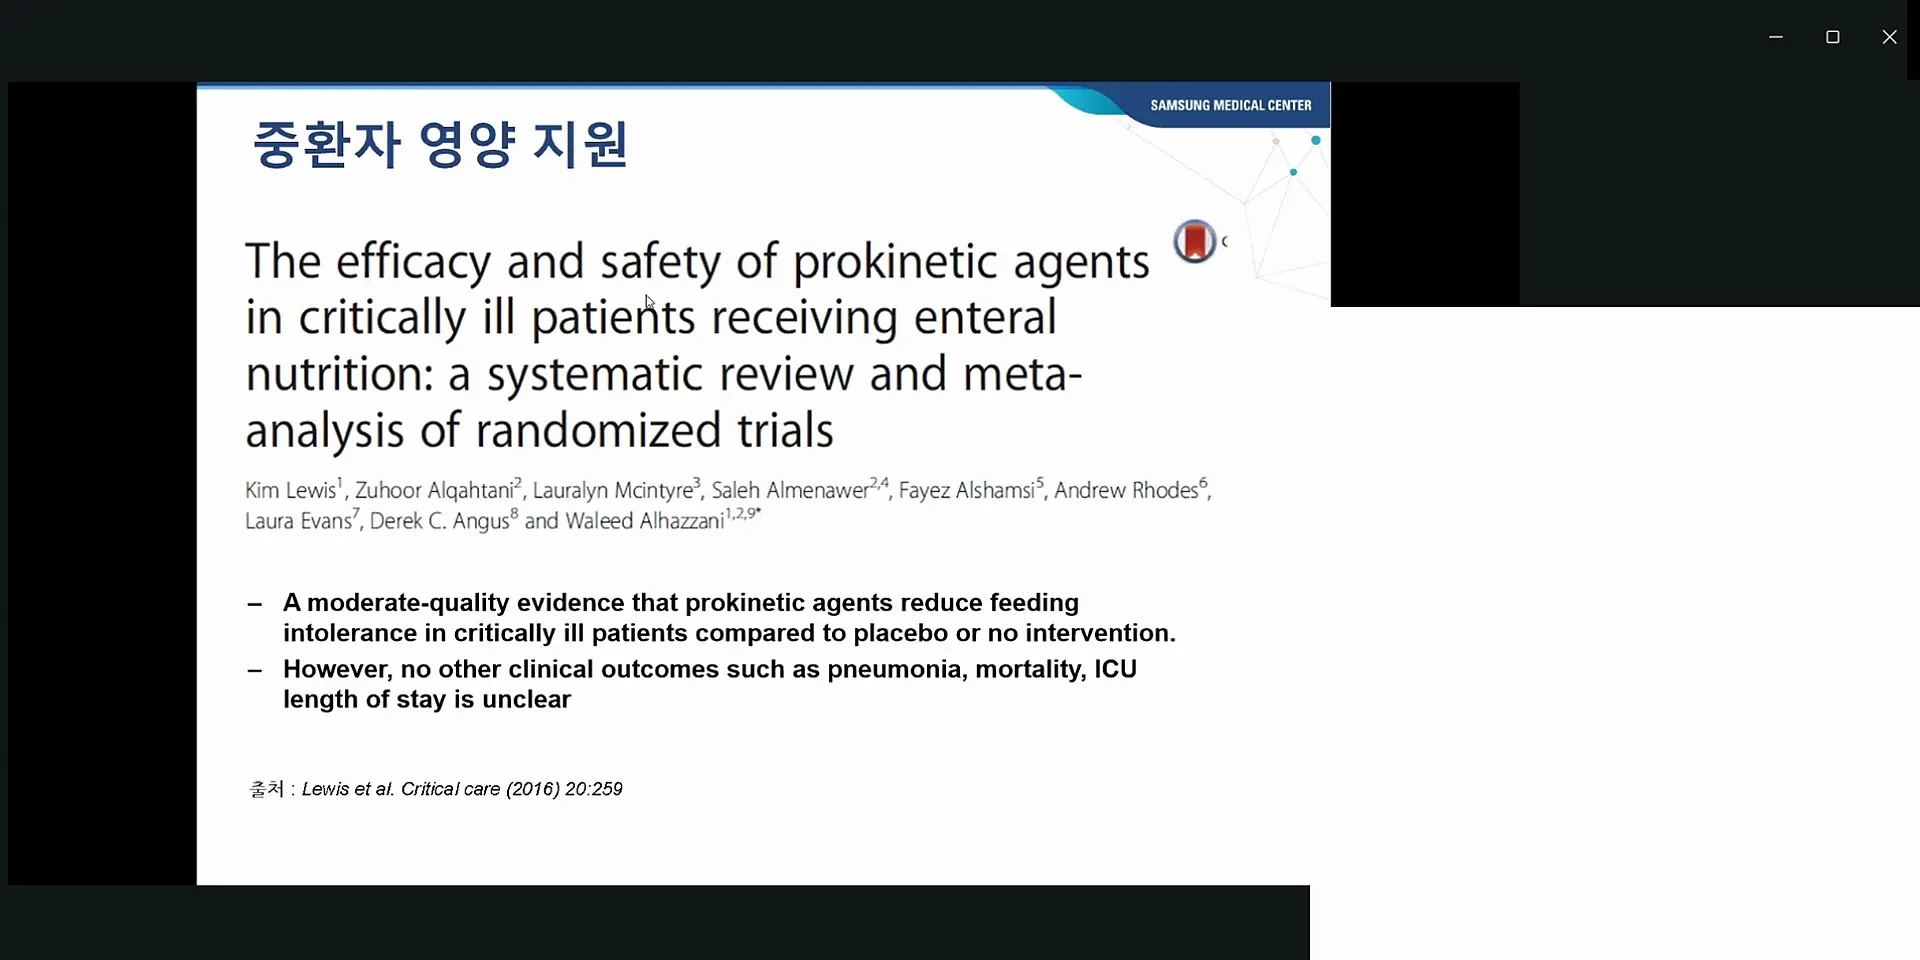 SAMSUNG MEDICAL CENTER
중환자 영양 지원
The efficacy and safety of prokinetic agents
in critically ill patients receiving enteral
nutrition: a systematic review and meta-
analysis of randomized trials
Kim Lewis1, Zuhoor Alqahtani2, Lauralyn Mcintyre3, Saleh Almenawer2,4, Fayez Alshamsi5, Andrew Rhodes6,
Laura Evans7, Derek C. Angus8 and Waleed Alhazzani1,2,9*
– A moderate-quality evidence that prokinetic agents reduce feeding
intolerance in critically ill patients compared to placebo or no intervention.
– However, no other clinical outcomes such as pneumonia, mortality, ICU
length of stay is unclear
출처 : Lewis et al. Critical care (2016) 20:259